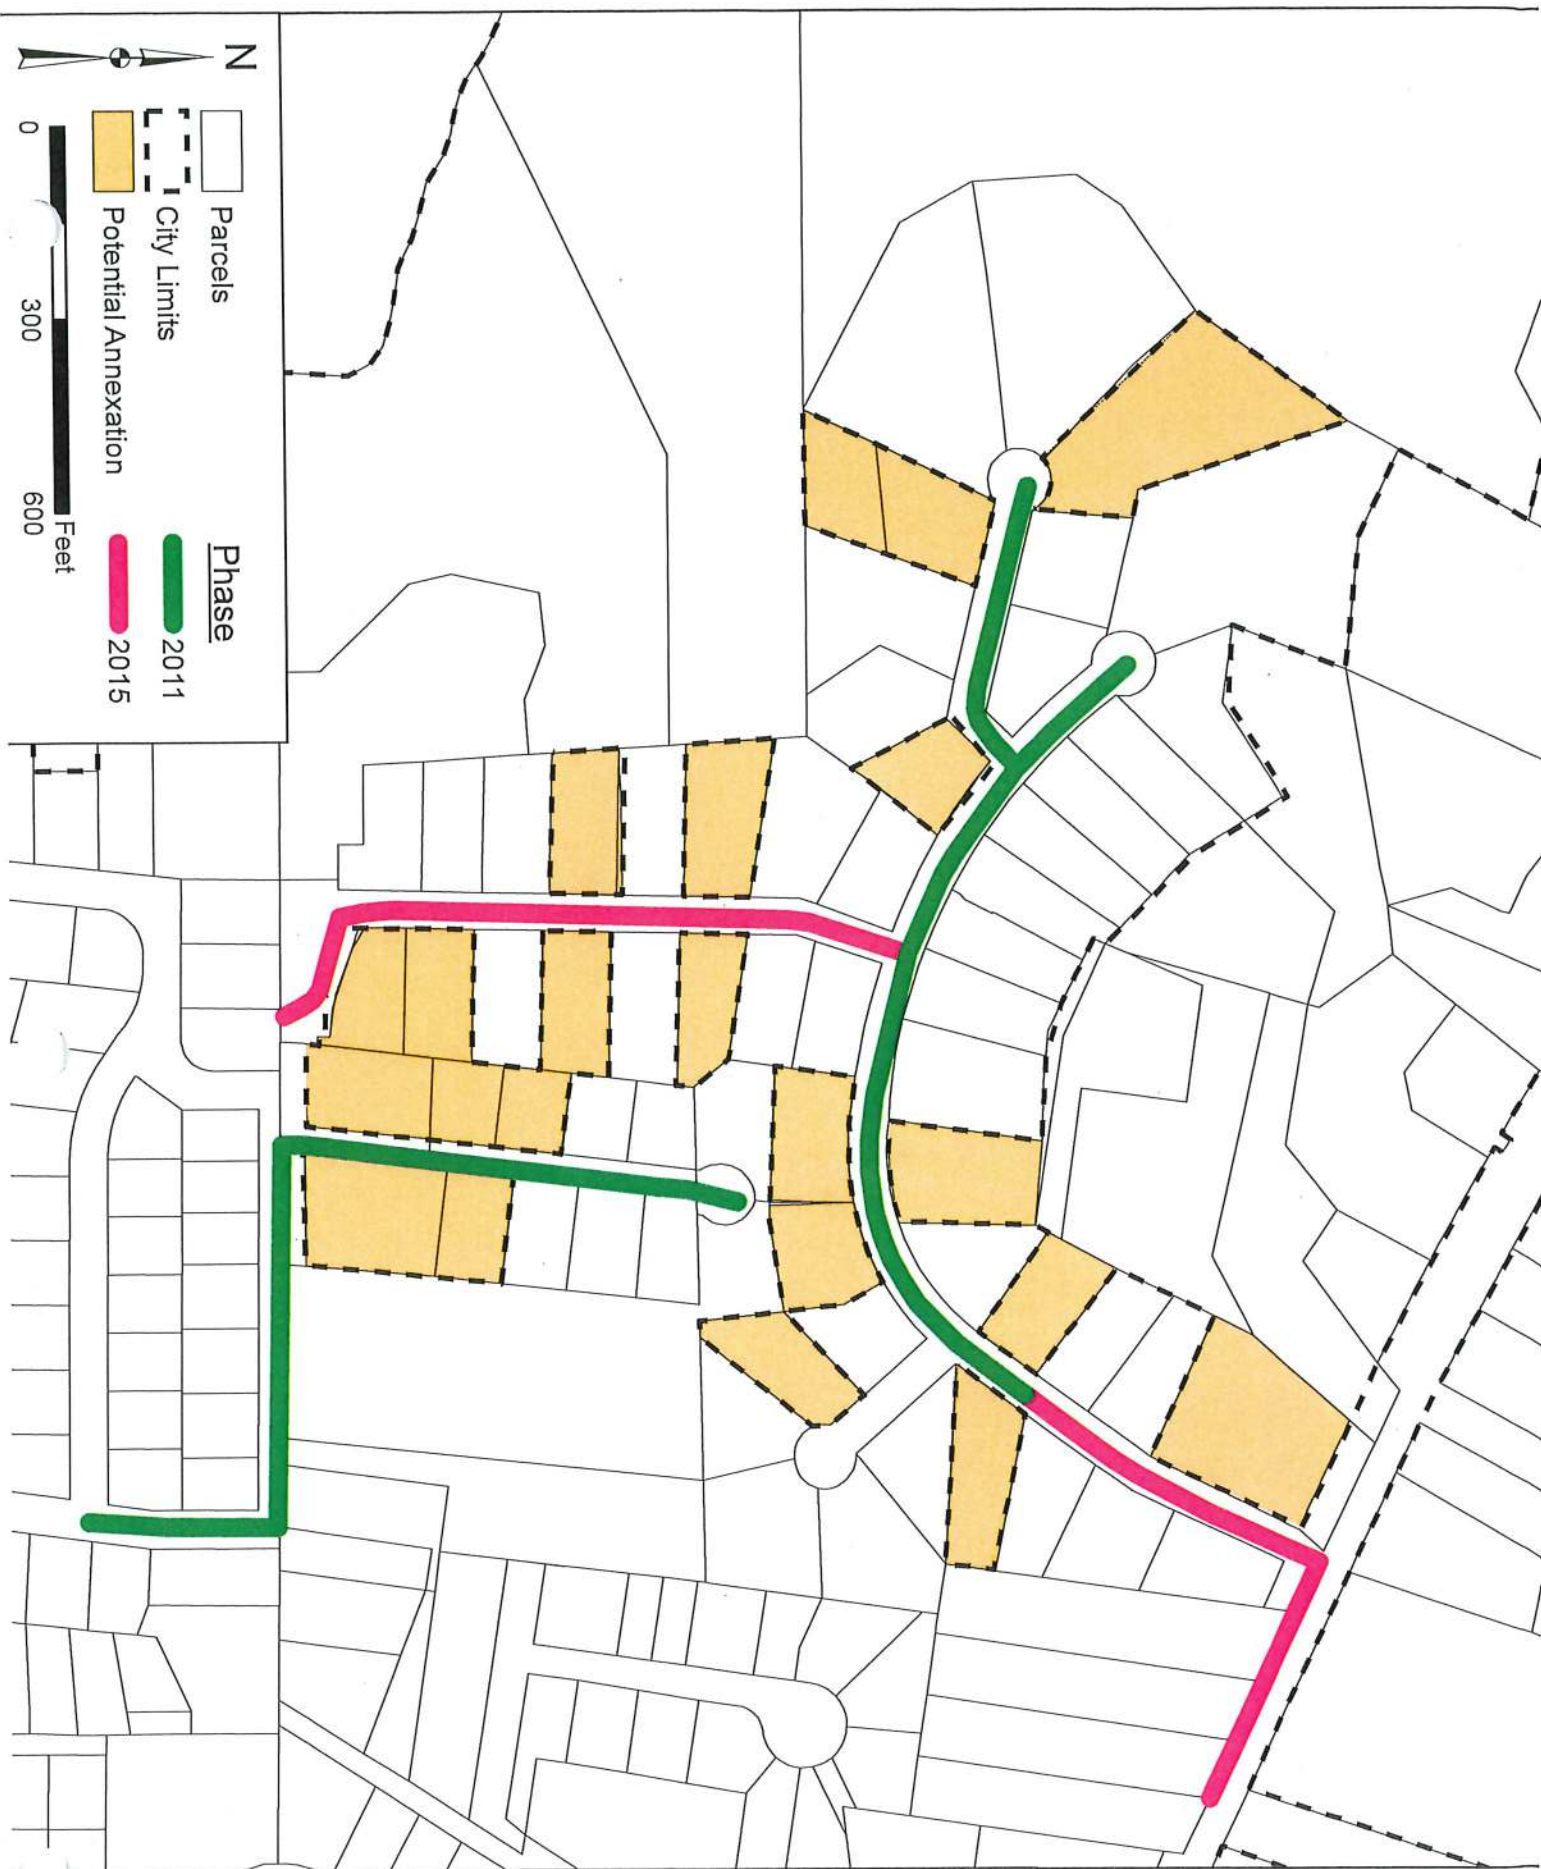 N
Parcels
City Limits
Potential Annexation
0 300 600
Feet
Phase
2011
2015